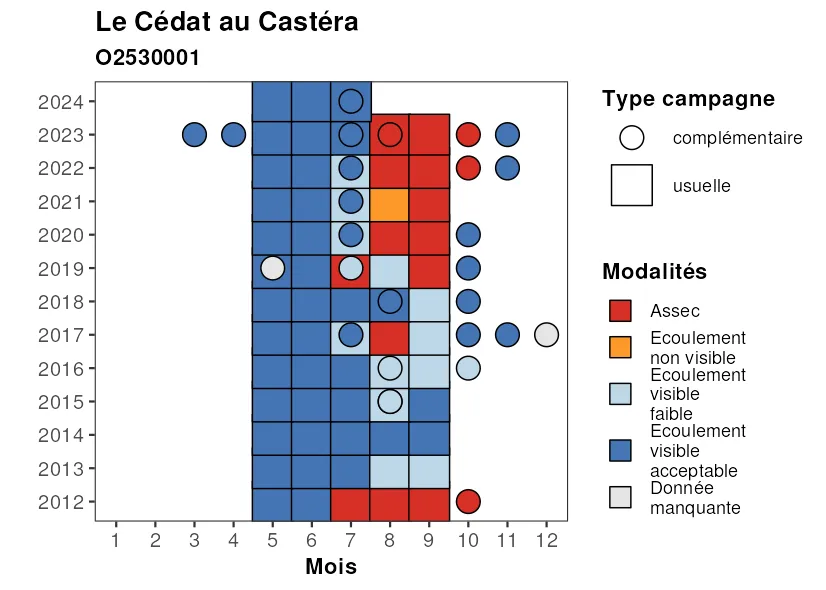 Le Cédat au Castéra
O2530001
2024
2023
2022
2021
2020
2019
2018
2017
2016
2015
2014
2013
2012
1 2 3 4 5 6 7 8 9 10 11 12
Mois
Type campagne
complémentaire
usuelle
Modalités
Assec
Ecoulement
non visible
Ecoulement
visible
faible
Ecoulement
visible
acceptable
Donnée
manquante